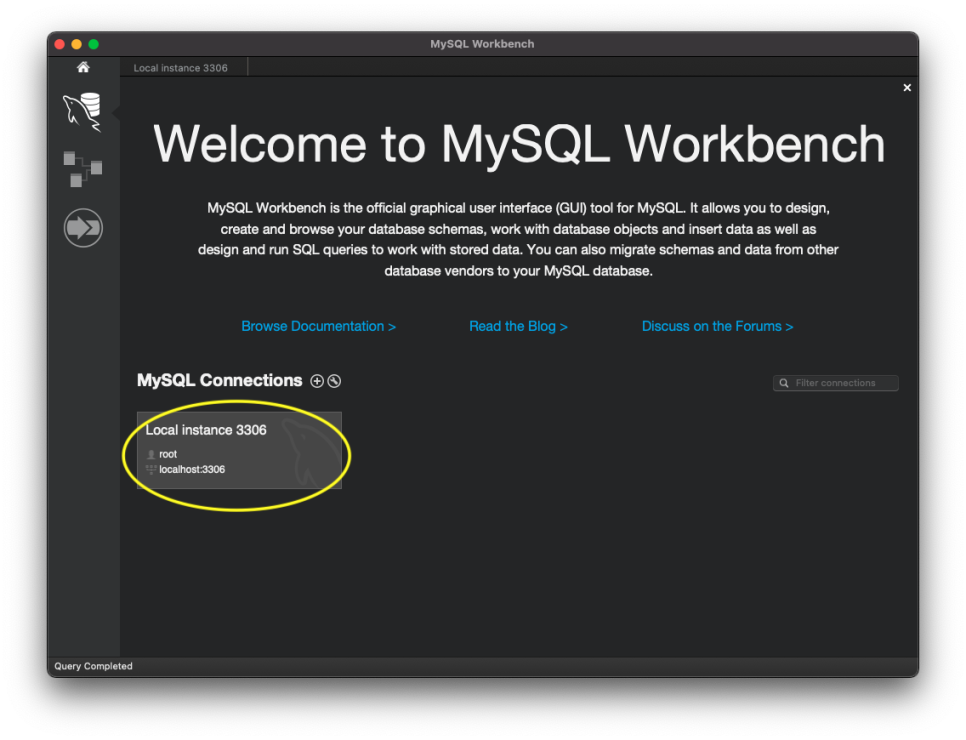 MySQL Workbench
Local instance 3306
Welcome to MySQL Workbench
MySQL Workbench is the official graphical user interface (GUI) tool for MySQL. It allows you to design,
create and browse your database schemas, work with database objects and insert data as well as
design and run SQL queries to work with stored data. You can also migrate schemas and data from other
database vendors to your MySQL database.
Browse Documentation >
Read the Blog >
Discuss on the Forums >
MySQL Connections
Filter connections
Local instance 3306
root
localhost:3306
Query Completed